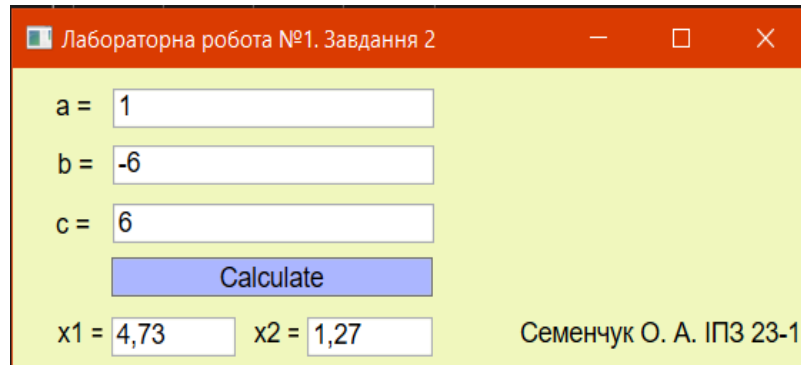 Лабораторна робота №1. Завдання 2
a = 1
b = -6
c = 6
Calculate
x1 = 4,73 x2 = 1,27 Семенчук О. А. ІПЗ 23-1